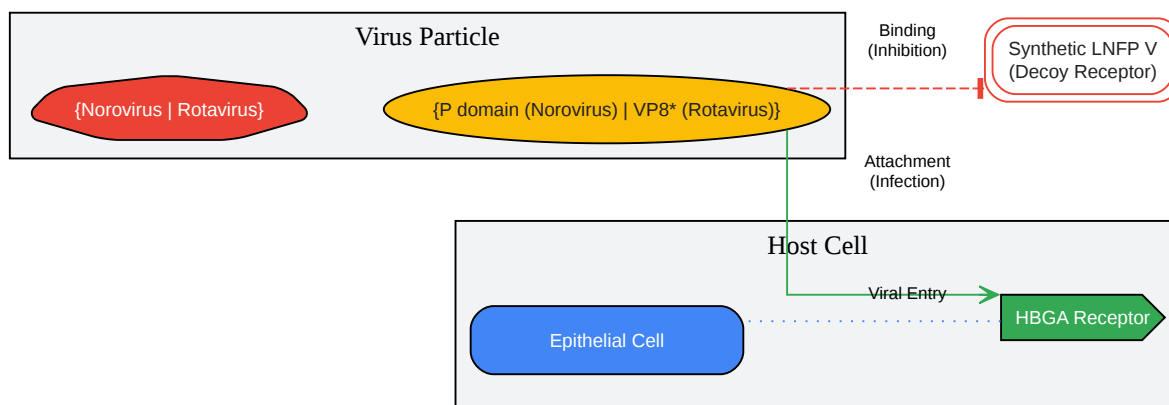 Virus Particle
{Norovirus | Rotavirus}
{P domain (Norovirus) | VP8* (Rotavirus)}
Binding
(Inhibition)
Synthetic LNFP V
(Decoy Receptor)
Attachment
(Infection)
Host Cell
Viral Entry
HBGA Receptor
Epithelial Cell